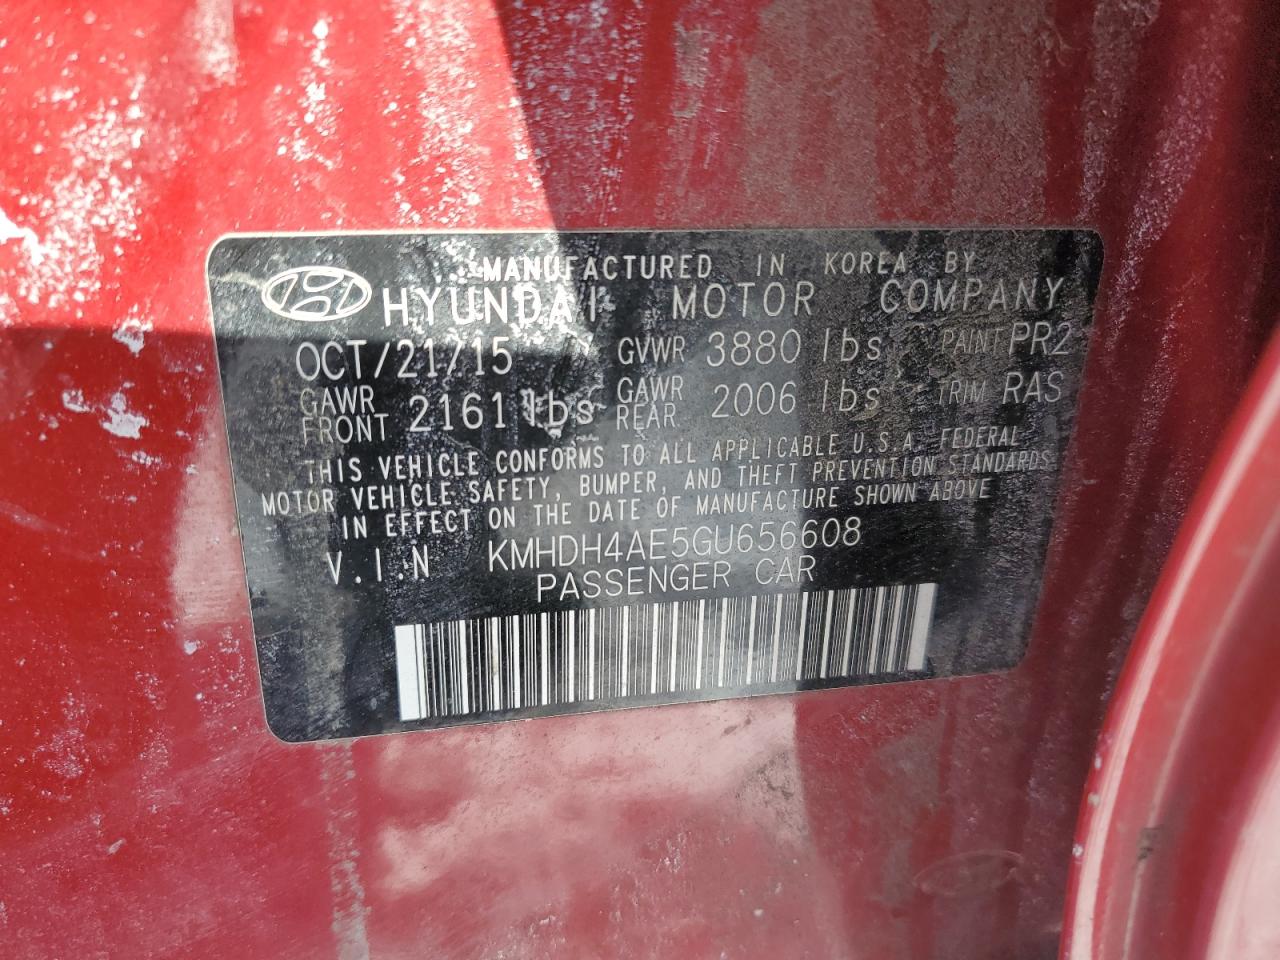 MANUFACTURED IN KOREA BY
HYUNDAI MOTOR COMPANY
OCT/21/15 GVWR 3880 lbs PAINT PR2
GAWR FRONT 2161 lbs GAWR REAR 2006 lbs TRIM RAS
THIS VEHICLE CONFORMS TO ALL APPLICABLE U.S.A. FEDERAL
MOTOR VEHICLE SAFETY, BUMPER, AND THEFT PREVENTION STANDARDS
IN EFFECT ON THE DATE OF MANUFACTURE SHOWN ABOVE
V.I.N KMHDH4AE5GU656608
PASSENGER CAR